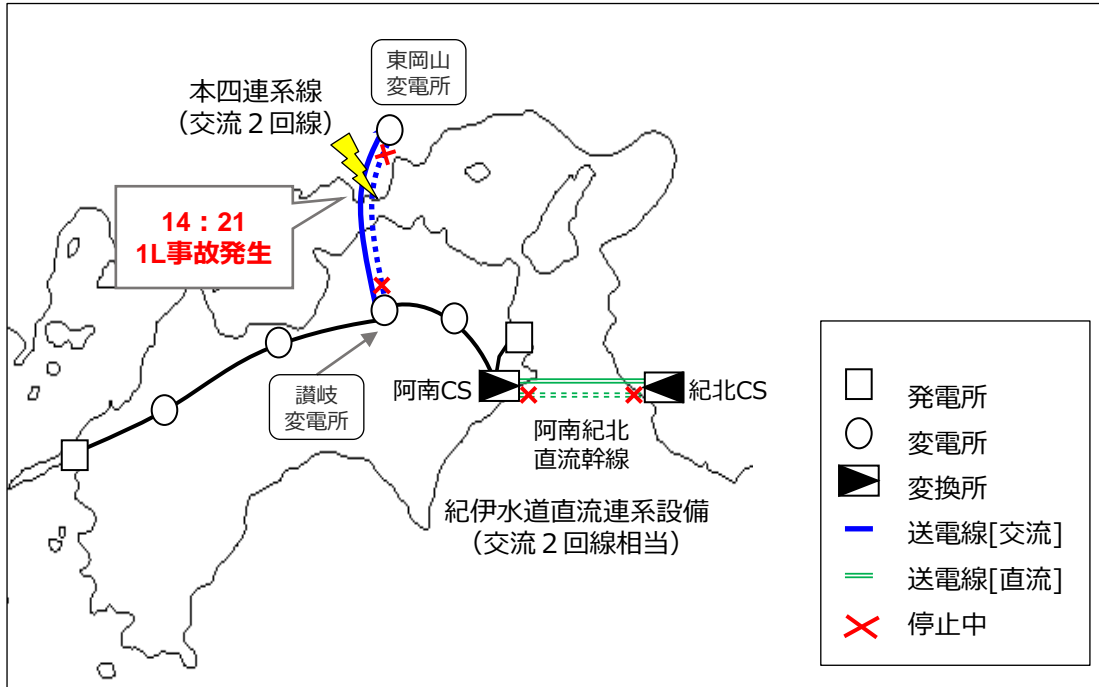 東岡山
変電所
本四連系線
（交流２回線）
14：21
1L事故発生
讃岐
変電所
阿南CS
紀北CS
阿南紀北
直流幹線
紀伊水道直流連系設備
（交流２回線相当）
発電所
変電所
変換所
送電線[交流]
送電線[直流]
停止中